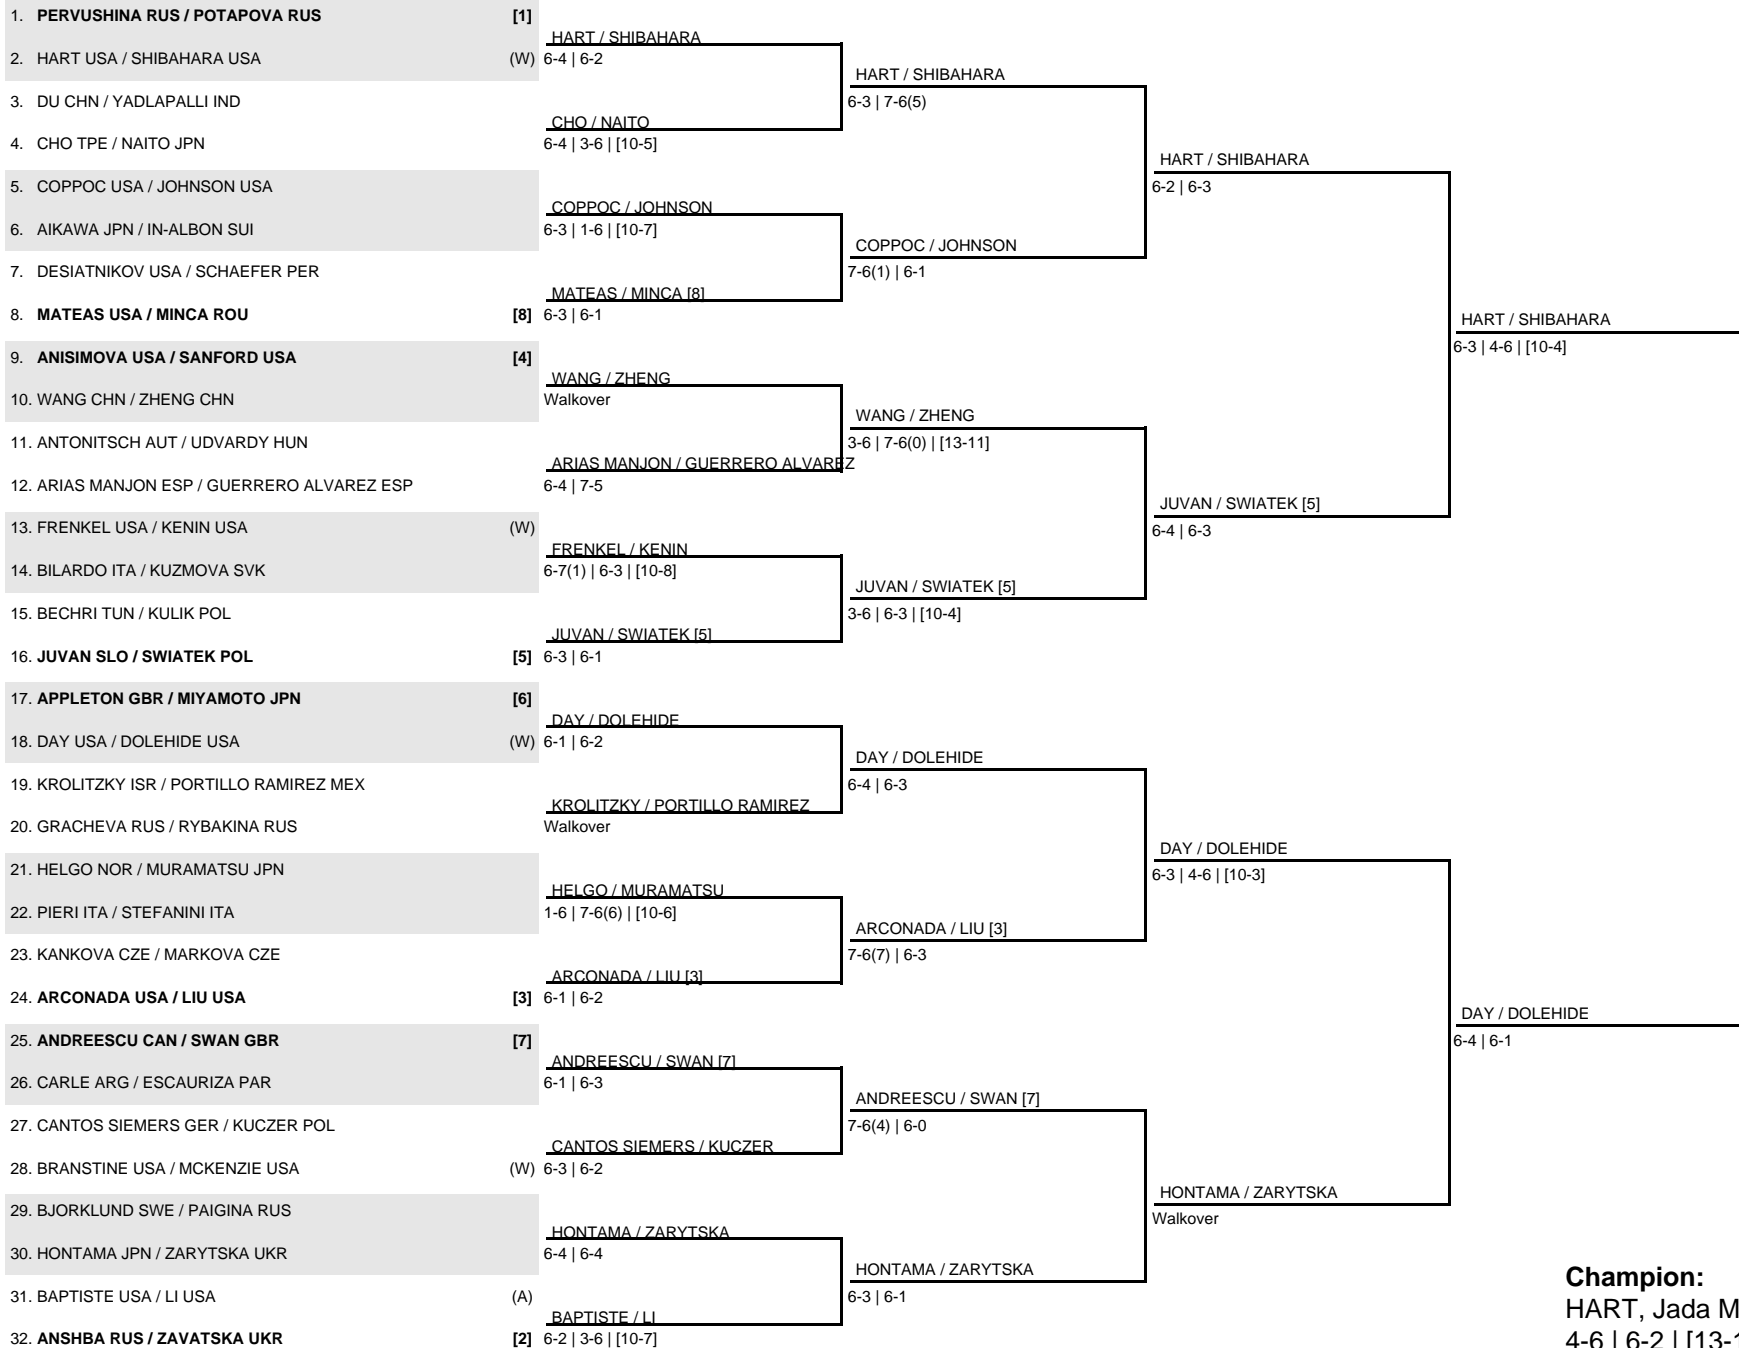 1. PERVUSHINA RUS / POTAPOVA RUS [1]
2. HART USA / SHIBAHARA USA (W)
3. DU CHN / YADLAPALLI IND
4. CHO TPE / NAITO JPN
5. COPPOC USA / JOHNSON USA
6. AIKAWA JPN / IN-ALBON SUI
7. DESIATNIKOV USA / SCHAEFER PER
8. MATEAS USA / MINCA ROU [8]
9. ANISIMOVA USA / SANFORD USA [4]
10. WANG CHN / ZHENG CHN
11. ANTONITSCH AUT / UDVARDY HUN
12. ARIAS MANJON ESP / GUERRERO ALVAREZ ESP
13. FRENKEL USA / KENIN USA (W)
14. BILARDO ITA / KUZMOVA SVK
15. BECHRI TUN / KULIK POL
16. JUVAN SLO / SWIATEK POL [5]
17. APPLETON GBR / MIYAMOTO JPN [6]
18. DAY USA / DOLEHIDE USA (W)
19. KROLITZKY ISR / PORTILLO RAMIREZ MEX
20. GRACHEVA RUS / RYBAKINA RUS
21. HELGO NOR / MURAMATSU JPN
22. PIERI ITA / STEFANINI ITA
23. KANKOVA CZE / MARKOVA CZE
24. ARCONADA USA / LIU USA [3]
25. ANDREESCU CAN / SWAN GBR [7]
26. CARLE ARG / ESCAURIZA PAR
27. CANTOS SIEMERS GER / KUCZER POL
28. BRANSTINE USA / MCKENZIE USA (W)
29. BJORKLUND SWE / PAIGINA RUS
30. HONTAMA JPN / ZARYTSKA UKR
31. BAPTISTE USA / LI USA (A)
32. ANSHBA RUS / ZAVATSKA UKR [2]
HART / SHIBAHARA
6-4 | 6-2
CHO / NAITO
6-4 | 3-6 | [10-5]
COPPOC / JOHNSON
6-3 | 1-6 | [10-7]
MATEAS / MINCA [8]
6-3 | 6-1
WANG / ZHENG
Walkover
ARIAS MANJON / GUERRERO ALVAREZ
6-4 | 7-5
FRENKEL / KENIN
6-7(1) | 6-3 | [10-8]
JUVAN / SWIATEK [5]
6-3 | 6-1
DAY / DOLEHIDE
6-1 | 6-2
KROLITZKY / PORTILLO RAMIREZ
Walkover
HELGO / MURAMATSU
1-6 | 7-6(6) | [10-6]
ARCONADA / LIU [3]
6-1 | 6-2
ANDREESCU / SWAN [7]
6-1 | 6-3
CANTOS SIEMERS / KUCZER
6-3 | 6-2
HONTAMA / ZARYTSKA
6-4 | 6-4
BAPTISTE / LI
6-2 | 3-6 | [10-7]
HART / SHIBAHARA
6-3 | 7-6(5)
COPPOC / JOHNSON
7-6(1) | 6-1
WANG / ZHENG
3-6 | 7-6(0) | [13-11]
JUVAN / SWIATEK [5]
3-6 | 6-3 | [10-4]
DAY / DOLEHIDE
6-4 | 6-3
ARCONADA / LIU [3]
7-6(7) | 6-3
ANDREESCU / SWAN [7]
7-6(4) | 6-0
HONTAMA / ZARYTSKA
6-3 | 6-1
HART / SHIBAHARA
6-2 | 6-3
JUVAN / SWIATEK [5]
6-4 | 6-3
DAY / DOLEHIDE
6-3 | 4-6 | [10-3]
HONTAMA / ZARYTSKA
Walkover
HART / SHIBAHARA
6-3 | 4-6 | [10-4]
DAY / DOLEHIDE
6-4 | 6-1
Champion:
HART, Jada M
4-6 | 6-2 | [13-1